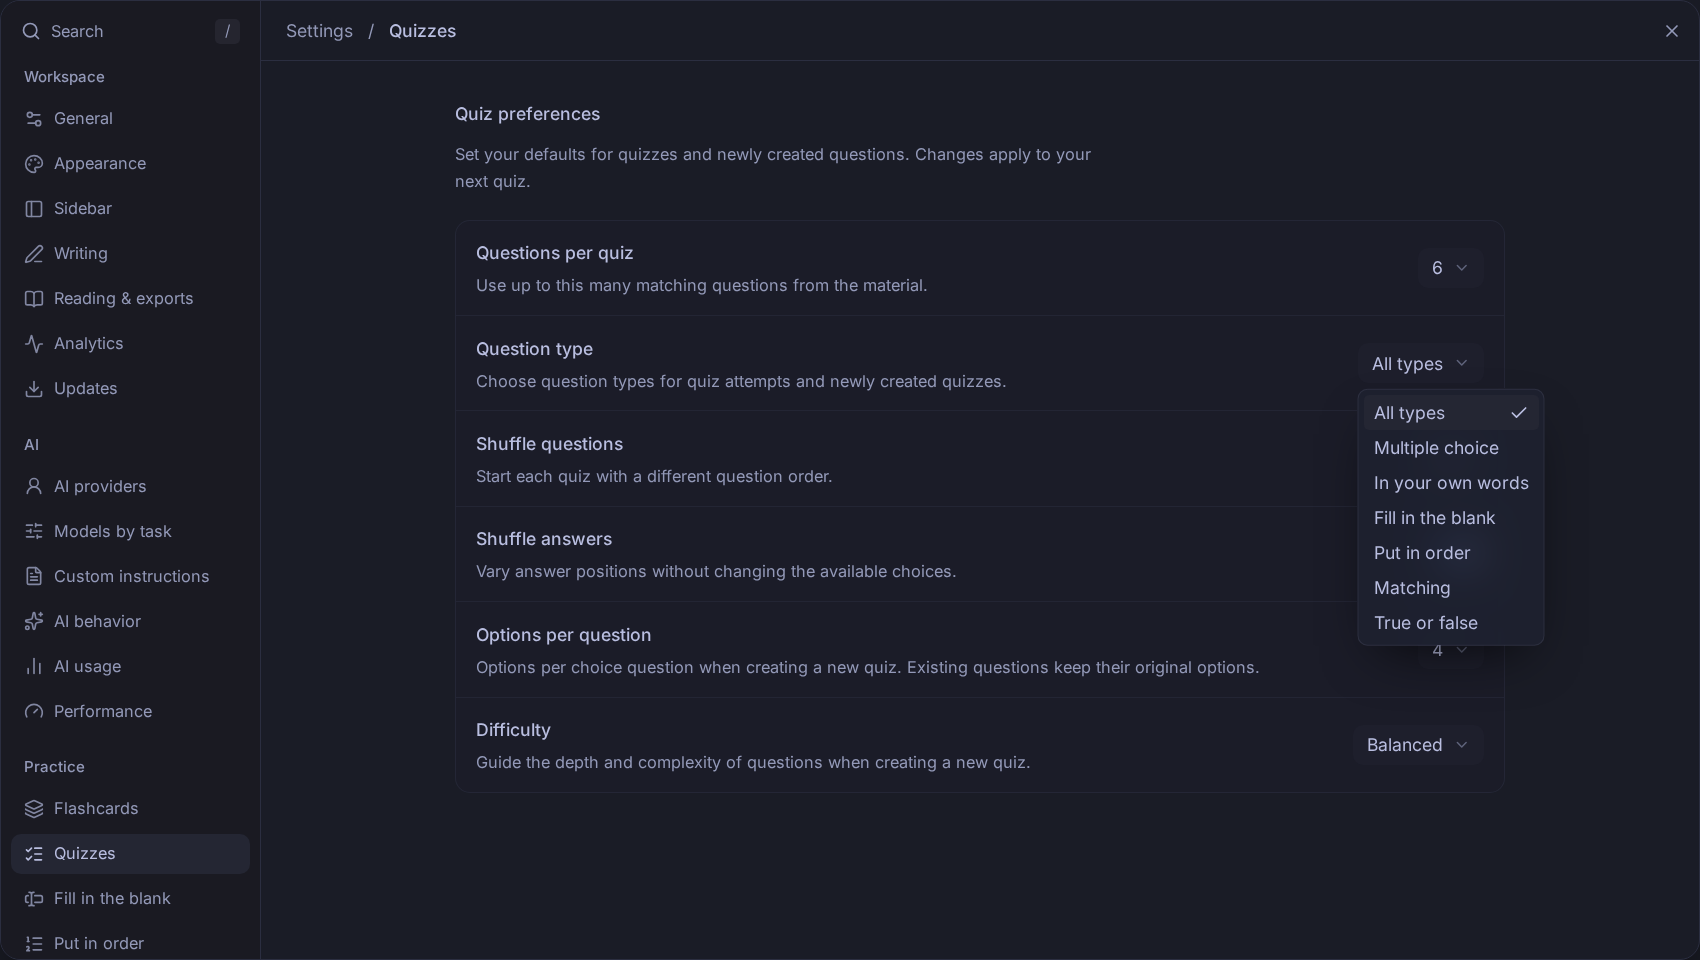 Search /
Workspace
General
Appearance
Sidebar
Writing
Reading & exports
Analytics
Updates
AI
AI providers
Models by task
Custom instructions
AI behavior
AI usage
Performance
Practice
Flashcards
Quizzes
Fill in the blank
Put in order
Settings / Quizzes
Quiz preferences
Set your defaults for quizzes and newly created questions. Changes apply to your
next quiz.
Questions per quiz
Use up to this many matching questions from the material.
6
Question type
Choose question types for quiz attempts and newly created quizzes.
All types
All types
Multiple choice
In your own words
Fill in the blank
Put in order
Matching
True or false
Shuffle questions
Start each quiz with a different question order.
Shuffle answers
Vary answer positions without changing the available choices.
Options per question
Options per choice question when creating a new quiz. Existing questions keep their original options.
4
Difficulty
Guide the depth and complexity of questions when creating a new quiz.
Balanced